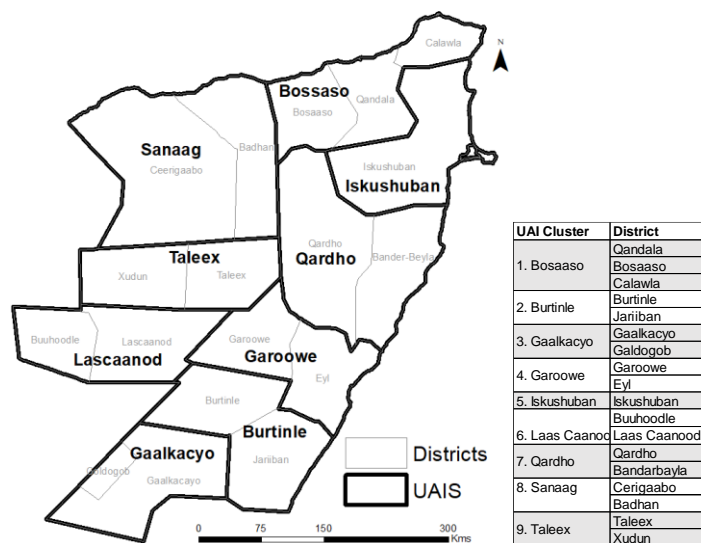 Calawla
N
Bossaso
Qandala
Bosaaso
Sanaag
Badhan
Ceerigaabo
Iskushuban
Iskushuban
Taleex
Qardho
Qardho
Bander-Beyla
Xudun
Taleex
Buuhoodle
Lascaanod
Lascaanod
Garoowe
Garoowe
Eyl
Burtinle
Burtinle
Jariiban
Gaalkacyo
Goldogob
Gaalkacayo
Districts
UAIS
0 75 150 300
Kms
UAI Cluster District
1. Bosaaso Qandala
Bosaaso
Calawla
2. Burtinle Burtinle
Jariiban
3. Gaalkacyo Gaalkacyo
Galdogob
4. Garoowe Garoowe
Eyl
5. Iskushuban Iskushuban
6. Laas Caanod Buuhoodle
Laas Caanood
7. Qardho Qardho
Bandarbayla
8. Sanaag Cerigaabo
Badhan
9. Taleex Taleex
Xudun